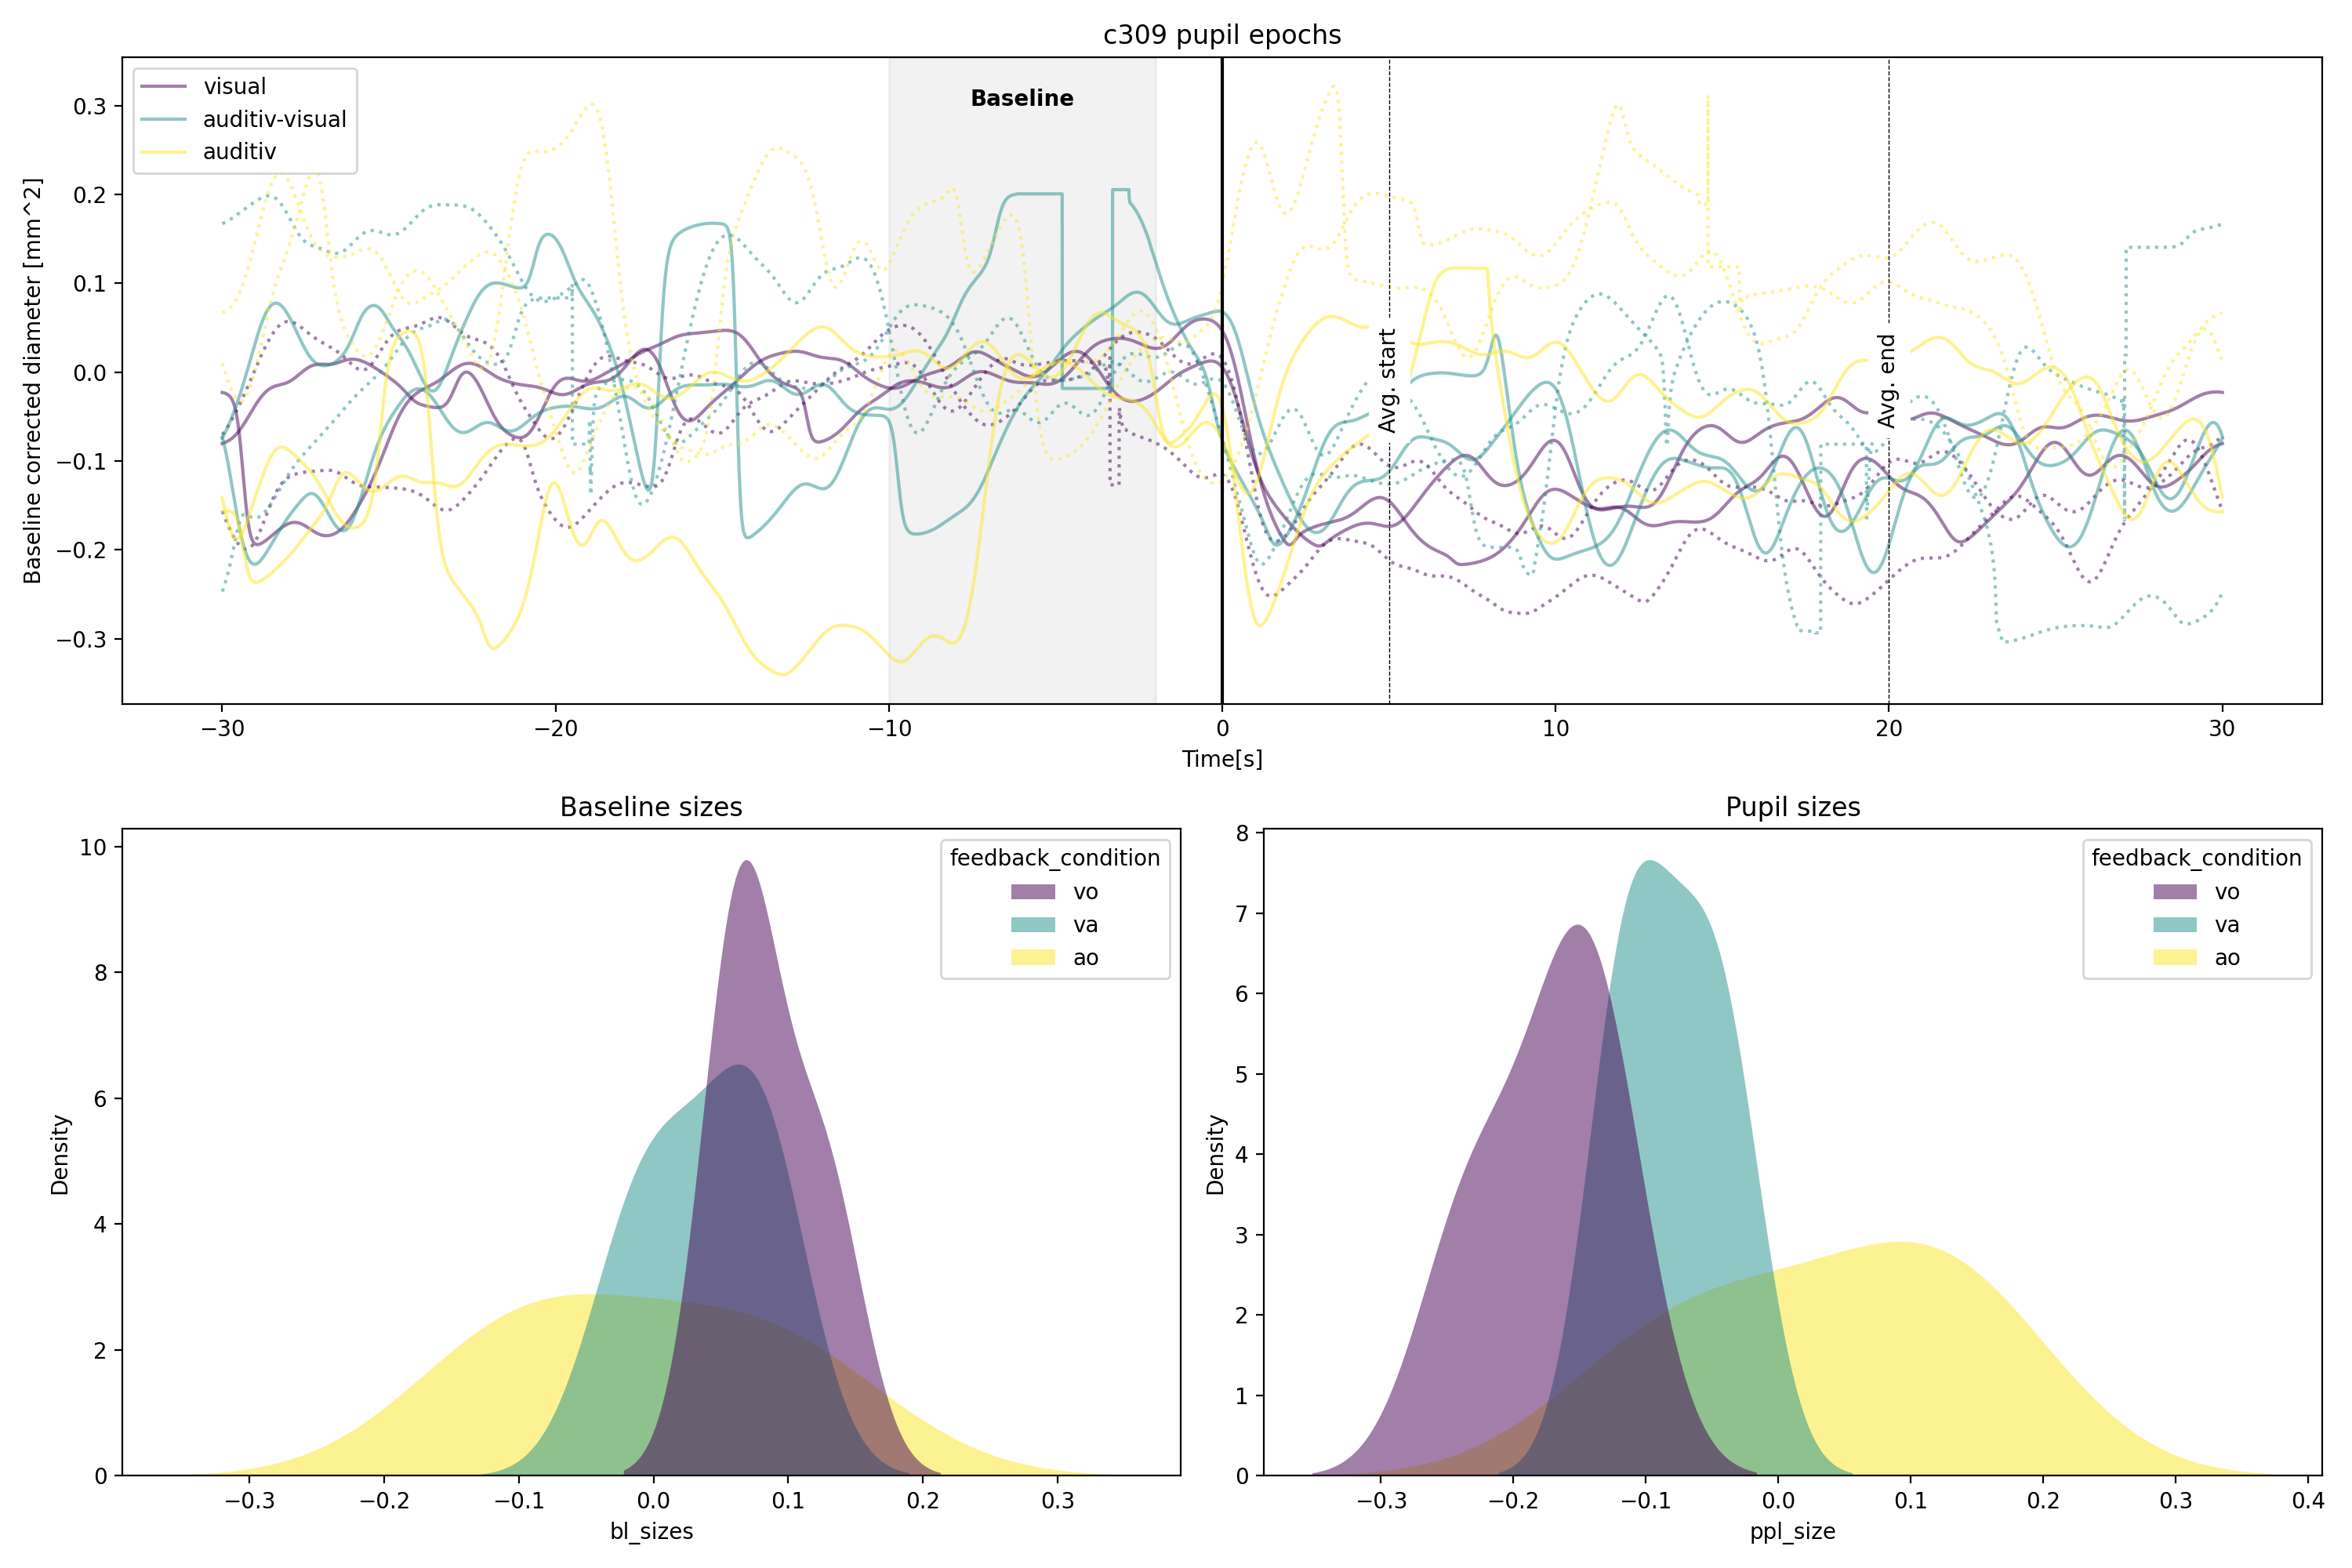 c309 pupil epochs
Baseline corrected diameter [mm^2]
0.3
0.2
0.1
0.0
−0.1
−0.2
−0.3
visual
auditiv-visual
auditiv
Baseline
Avg. start
Avg. end
−30
−20
−10
0
10
20
30
Time[s]
Baseline sizes
Density
10
8
6
4
2
0
feedback_condition
vo
va
ao
−0.3
−0.2
−0.1
0.0
0.1
0.2
0.3
bl_sizes
Pupil sizes
Density
8
7
6
5
4
3
2
1
0
feedback_condition
vo
va
ao
−0.3
−0.2
−0.1
0.0
0.1
0.2
0.3
0.4
ppl_size